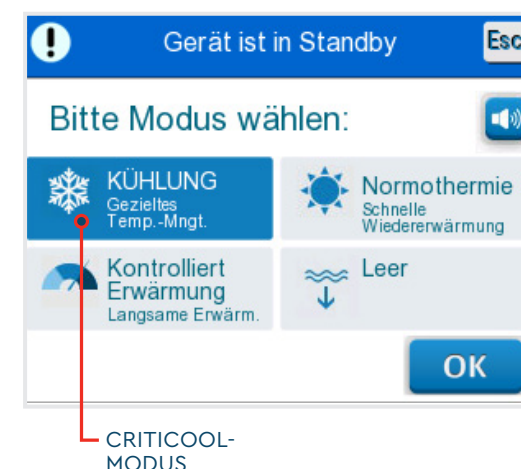 Gerät ist in Standby
Esc
Bitte Modus wählen:
KÜHLUNG
Gezieltes
Temp.-Mngt.
Normothermie
Schnelle
Wiedererwärmung
Kontrolliert
Erwärmung
Langsame Erwärm.
Leer
OK
CRITICOOL-
MODUS